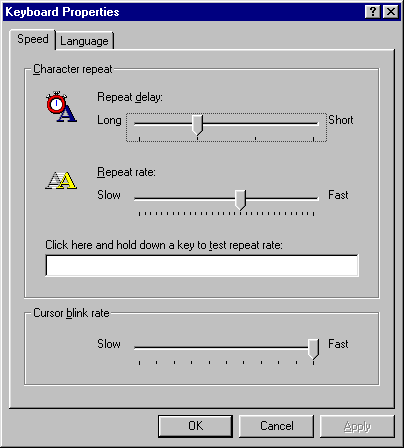 Keyboard Properties
Speed Language
Character repeat
Repeat delay:
Long Short
Repeat rate:
Slow Fast
Click here and hold down a key to test repeat rate:
Cursor blink rate
Slow Fast
OK Cancel Apply